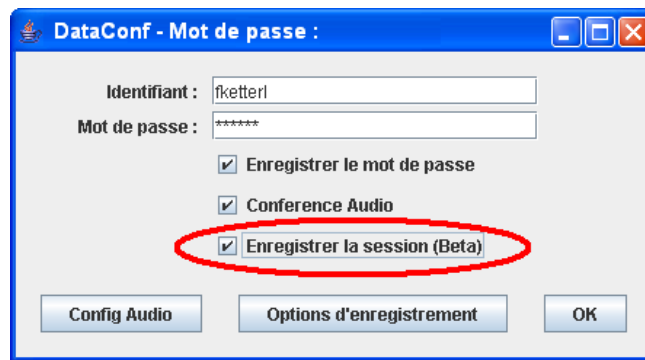 DataConf - Mot de passe :
Identifiant : fketterl
Mot de passe : ******
Enregistrer le mot de passe
Conference Audio
Enregistrer la session (Beta)
Config Audio Options d'enregistrement OK